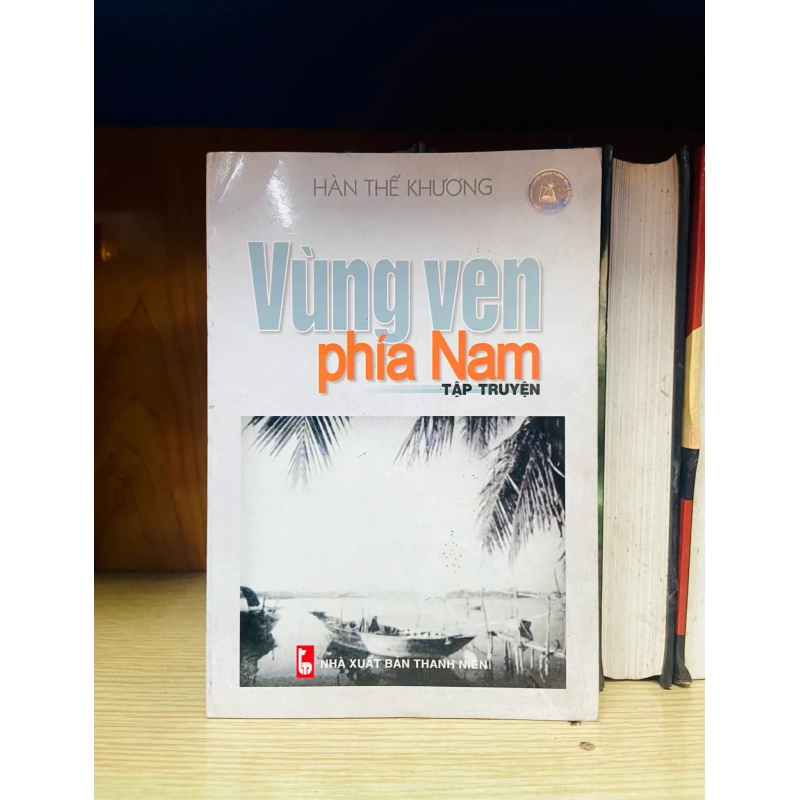 HÀN THẾ KHƯƠNG
Vùng ven
phía Nam
TẬP TRUYỆN
NHÀ XUẤT BẢN THANH NIÊN